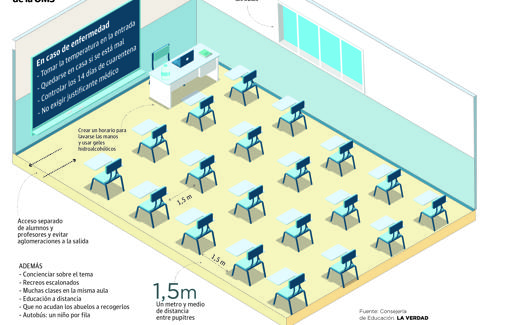 de la OMS
En caso de enfermedad
- Tomar la temperatura en la entrada
- Quedarse en casa si se está mal
- Controlar los 14 días de cuarentena
- No exigir justificante médico
Crear un horario para
lavarse las manos
y usar geles
hidroalcohólicos
1,5 m
1,5 m
Acceso separado
de alumnos y
profesores y evitar
aglomeraciones a la salida
ADEMÁS
- Concienciar sobre el tema
- Recreos escalonados
- Muchas clases en la misma aula
- Educación a distancia
- Que no acudan los abuelos a recogerlos
- Autobús: un niño por fila
1,5m
Un metro y medio
de distancia
entre pupitres
Fuente: Consejería
de Educación. LA VERDAD